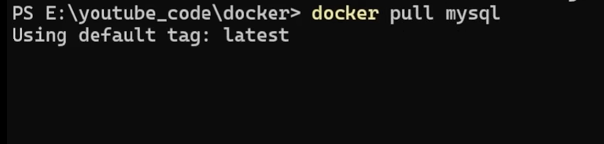 PS E:\youtube_code\docker> docker pull mysql
Using default tag: latest